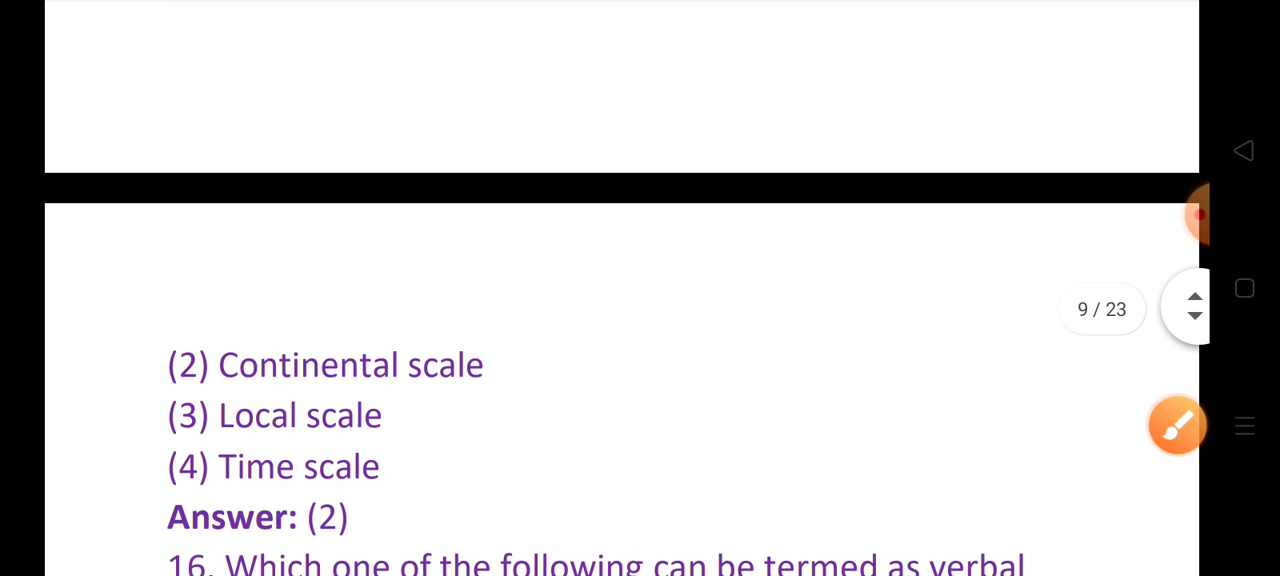 9 / 23
(2) Continental scale
(3) Local scale
(4) Time scale
Answer: (2)
16. Which one of the following can be termed as verbal